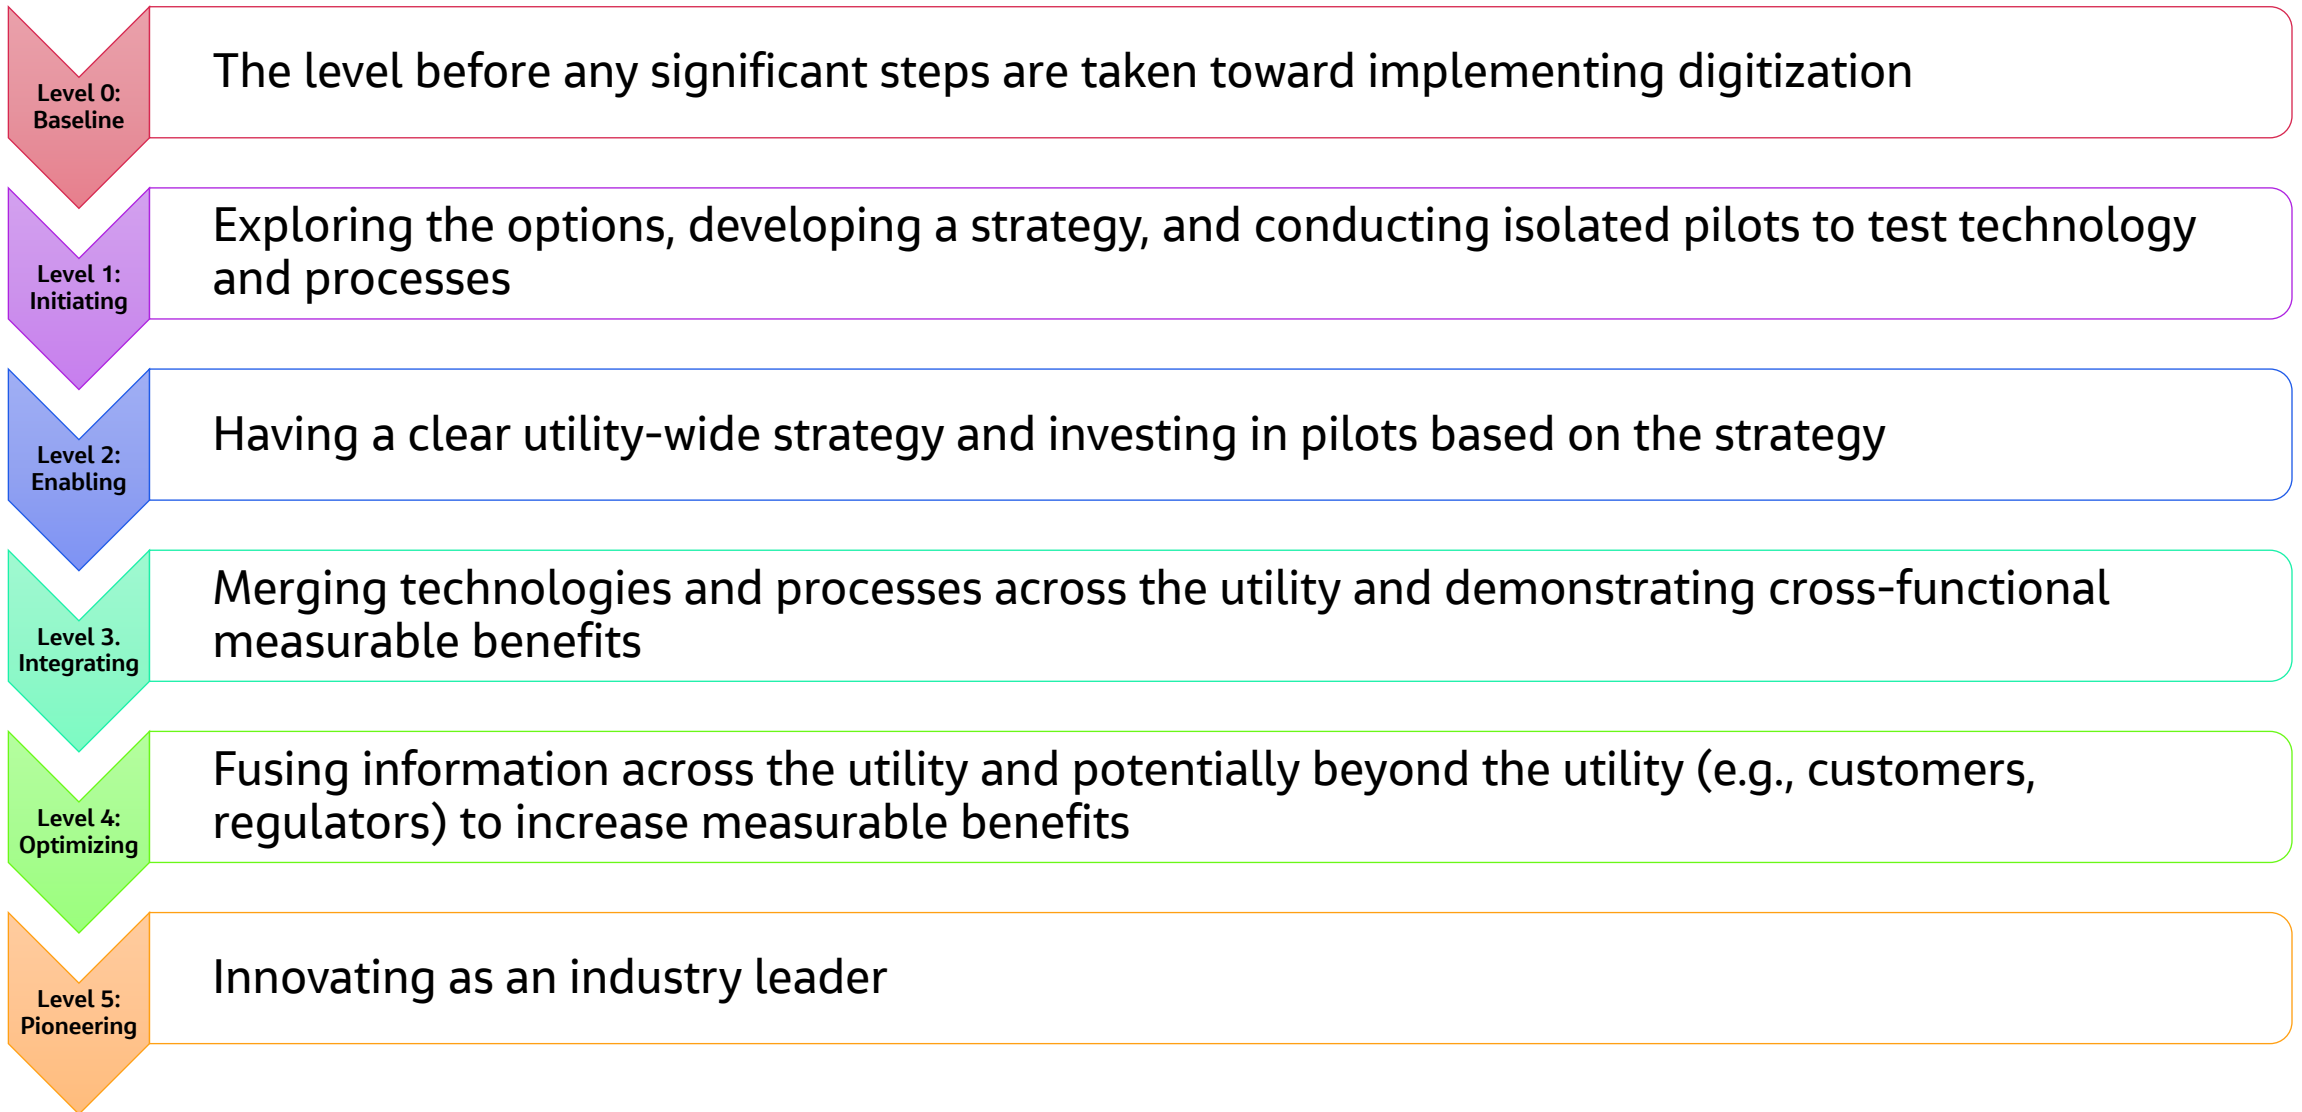 Level 0:
Baseline
The level before any significant steps are taken toward implementing digitization
Level 1:
Initiating
Exploring the options, developing a strategy, and conducting isolated pilots to test technology
and processes
Level 2:
Enabling
Having a clear utility-wide strategy and investing in pilots based on the strategy
Level 3.
Integrating
Merging technologies and processes across the utility and demonstrating cross-functional
measurable benefits
Level 4:
Optimizing
Fusing information across the utility and potentially beyond the utility (e.g., customers,
regulators) to increase measurable benefits
Level 5:
Pioneering
Innovating as an industry leader